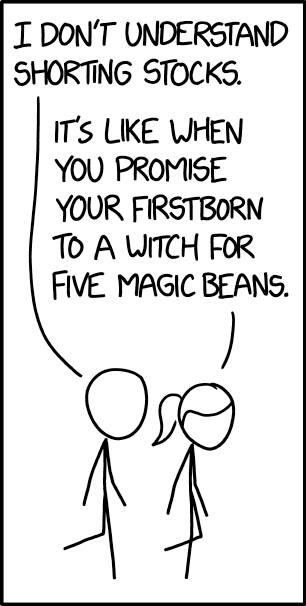 I DON'T UNDERSTAND
SHORTING STOCKS.
IT'S LIKE WHEN
YOU PROMISE
YOUR FIRSTBORN
TO A WITCH FOR
FIVE MAGIC BEANS.